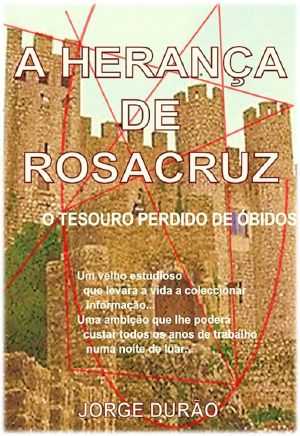 A HERANÇA
DE
ROSACRUZ
O TESOURO PERDIDO DE ÓBIDOS
Um velho estudioso
que levara a vida a coleccionar
informação...
Uma ambição que lhe poderá
custar todos os anos de trabalho
numa noite de luar...
JORGE DURÃO